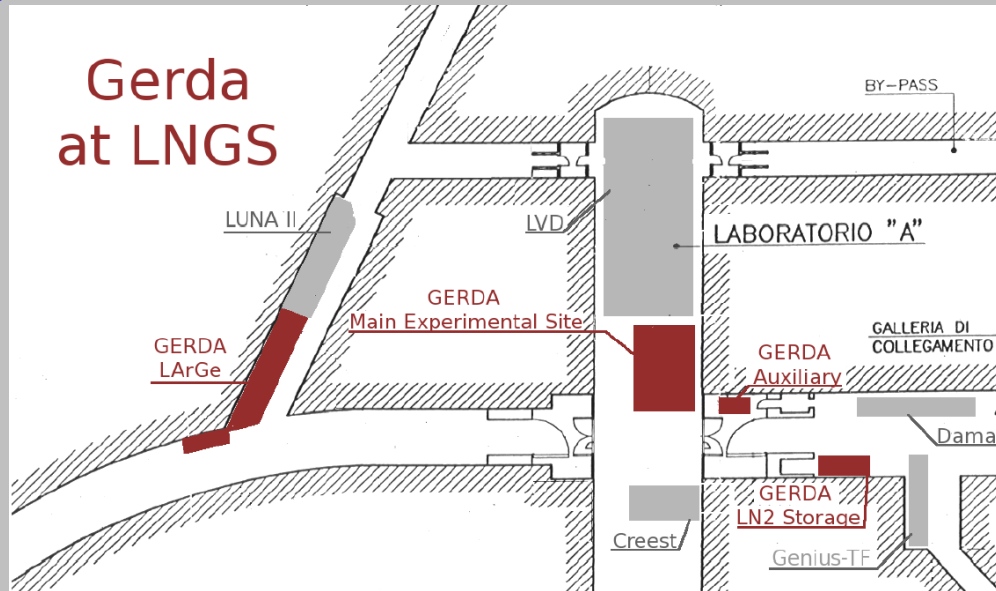 Gerda
at LNGS
BY-PASS
LUNA II
LVD
LABORATORIO "A"
GERDA
Main Experimental Site
GALLERIA DI
COLLEGAMENTO
GERDA
LArGe
GERDA
Auxiliary
Dama
GERDA
LN2 Storage
Creest
Genius-TF